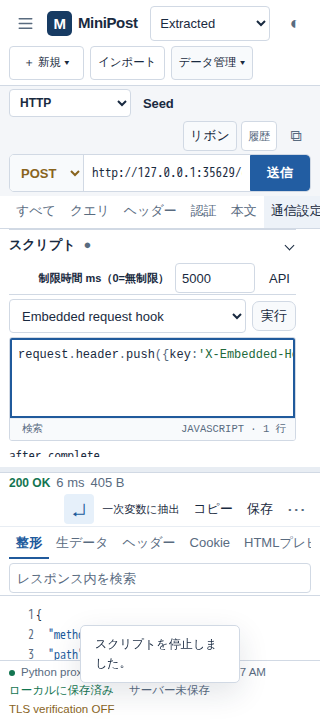 M MiniPost Extracted
＋ 新規 ▾ インポート データ管理 ▾
HTTP Seed
リボン 履歴
POST http://127.0.0.1:35629/ 送信
すべて クエリ ヘッダー 認証 本文 通信設定
スクリプト
制限時間 ms（0=無制限） 5000 API
Embedded request hook 実行
request.header.push({key:'X-Embedded-H
検索 JAVASCRIPT · 1 行
after complete
200 OK 6 ms 405 B
一次変数に抽出 コピー 保存 ···
整形 生データ ヘッダー Cookie HTMLプレビ
レスポンス内を検索
1 {
2 "meth
3 "path"
スクリプトを停止しました。
Python prox 7 AM
ローカルに保存済み サーバー未保存
TLS verification OFF